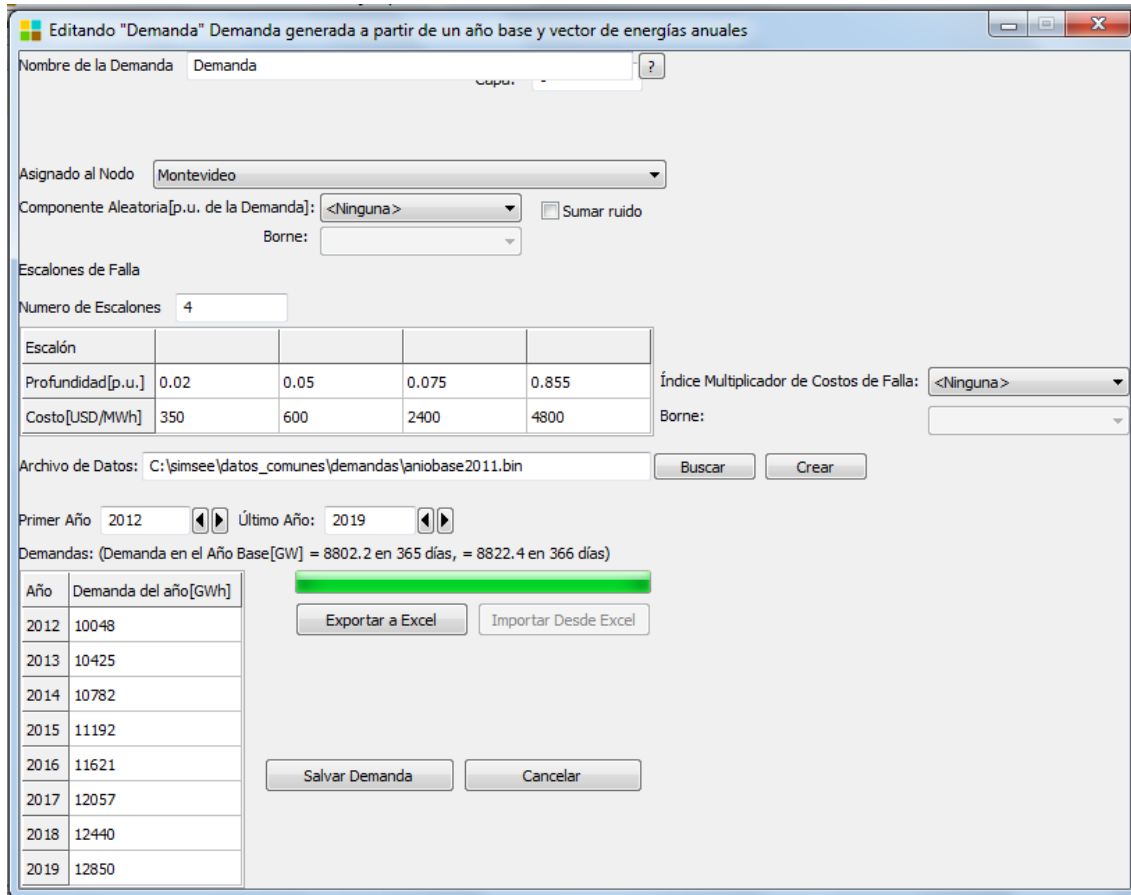 Editando "Demanda" Demanda generada a partir de un año base y vector de energías anuales
Nombre de la Demanda Demanda ?
Capa:
Asignado al Nodo Montevideo
Componente Aleatoria[p.u. de la Demanda]: <Ninguna> Sumar ruido
Borne:
Escalones de Falla
Numero de Escalones 4
Escalón
Profundidad[p.u.] 0.02 0.05 0.075 0.855 Índice Multiplicador de Costos de Falla: <Ninguna>
Costo[USD/MWh] 350 600 2400 4800 Borne:
Archivo de Datos: C:\simsee\datos_comunes\demandas\aniobase2011.bin Buscar Crear
Primer Año 2012 Último Año: 2019
Demandas: (Demanda en el Año Base[GW] = 8802.2 en 365 días, = 8822.4 en 366 días)
Año Demanda del año[GWh]
2012 10048 Exportar a Excel Importar Desde Excel
2013 10425
2014 10782
2015 11192
2016 11621 Salvar Demanda Cancelar
2017 12057
2018 12440
2019 12850